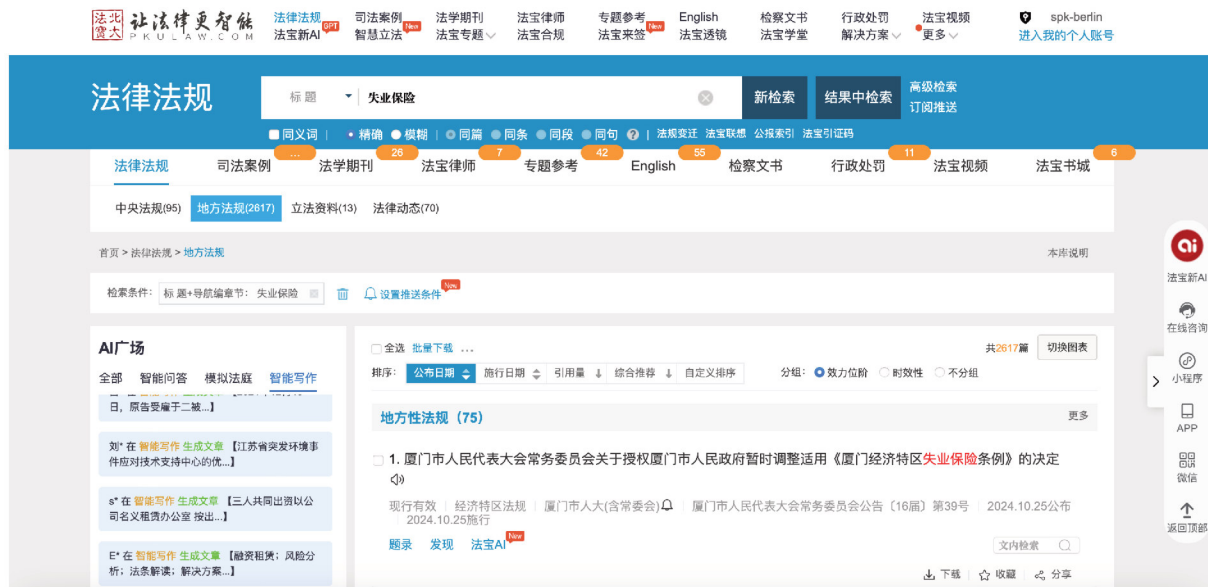 法北寶大 让法律更智能
PKULAW.COM
法律法规 司法案例 法学期刊 法宝律师 专题参考 English 检察文书 行政处罚 法宝视频 spk-berlin
法宝新AI GPT 智慧立法 New 法宝专题 法宝合规 法宝来签 New 法宝透镜 法宝学堂 解决方案 更多 进入我的个人账号
法律法规 标题 失业保险 新检索 结果中检索 高级检索
订阅推送
同义词 | 精确 模糊 | 同篇 同条 同段 同句 ? | 法规变迁 法宝联想 公报索引 法宝引证码
... 26 7 42 55 11 6
法律法规 司法案例 法学期刊 法宝律师 专题参考 English 检察文书 行政处罚 法宝视频 法宝书城
中央法规(95) 地方法规(2617) 立法资料(13) 法律动态(70)
首页 > 法律法规 > 地方法规 本库说明
检索条件: 标 题+导航编章节: 失业保险 设置推送条件 New
AI广场
全部 智能问答 模拟法庭 智能写作
日,原告受雇于二被...】
刘* 在 智能写作 生成文章 【江苏省突发环境事
件应对技术支持中心的优...】
s* 在 智能写作 生成文章 【三人共同出资以公
司名义租赁办公室 按出...】
E* 在 智能写作 生成文章 【融资租赁;风险分
析;法条解读;解决方案...】
全选 批量下载 ... 共2617篇 切换图表
排序: 公布日期 施行日期 引用量 ↓ 综合推荐 ↓ 自定义排序 分组: 效力位阶 时效性 不分组
地方性法规(75) 更多
1. 厦门市人民代表大会常务委员会关于授权厦门市人民政府暂时调整适用《厦门经济特区失业保险条例》的决定
现行有效 | 经济特区法规 | 厦门市人大(含常委会) | 厦门市人民代表大会常务委员会公告〔16届〕第39号 | 2024.10.25公布
| 2024.10.25施行
题录 发现 法宝AI New 文内检索
下载 收藏 分享
ai
法宝新AI
在线咨询
小程序
APP
微信
返回顶部